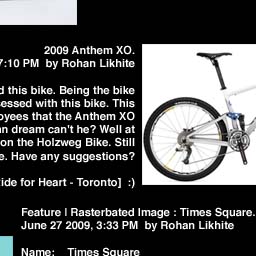 2009 Anthem XO.
7:10 PM by Rohan Likhite
d this bike. Being the bike
sessed with this bike. This
oyees that the Anthem XO
an dream can't he? Well at
on the Holzweg Bike. Still
e. Have any suggestions?
ide for Heart - Toronto] :)
Feature | Rasterbated Image : Times Square.
June 27 2009, 3:33 PM by Rohan Likhite
Name: Times Square